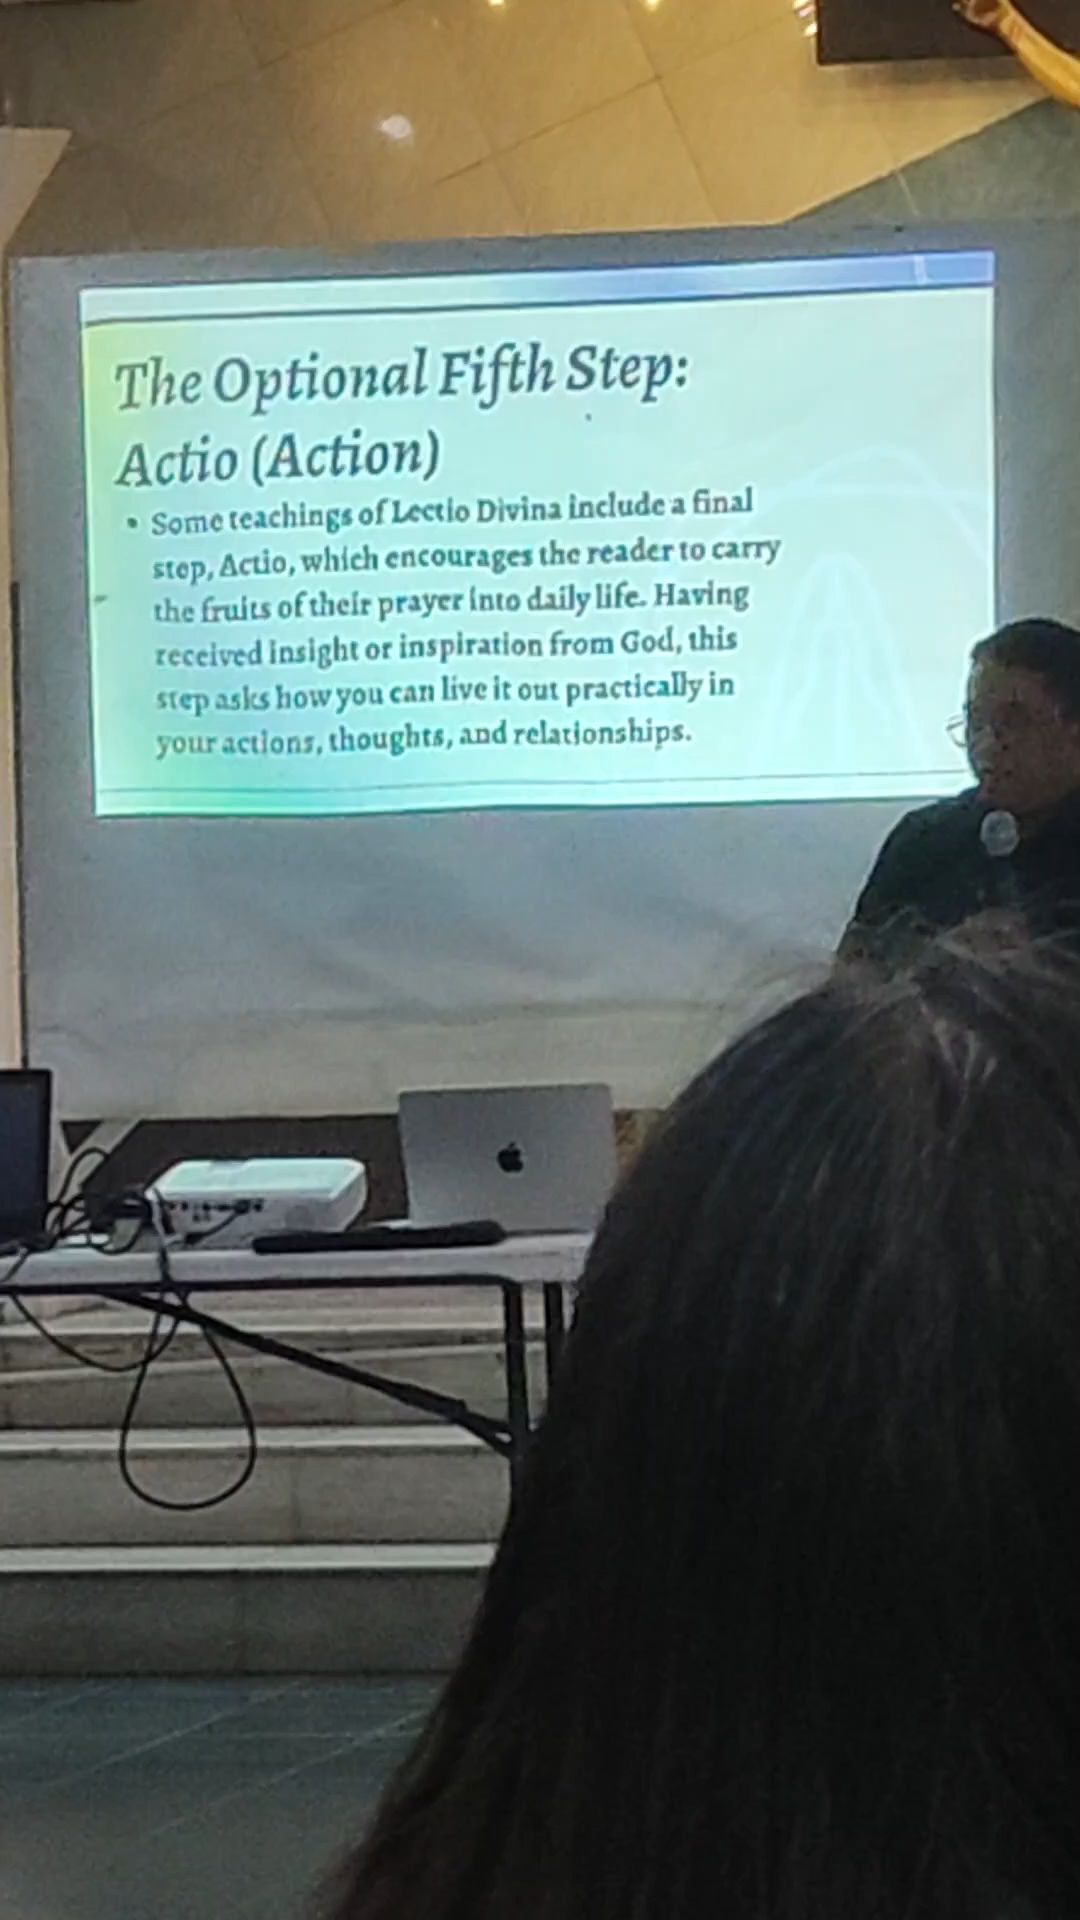 The Optional Fifth Step:
Actio (Action)
• Some teachings of Lectio Divina include a final
step, Actio, which encourages the reader to carry
the fruits of their prayer into daily life. Having
received insight or inspiration from God, this
step asks how you can live it out practically in
your actions, thoughts, and relationships.